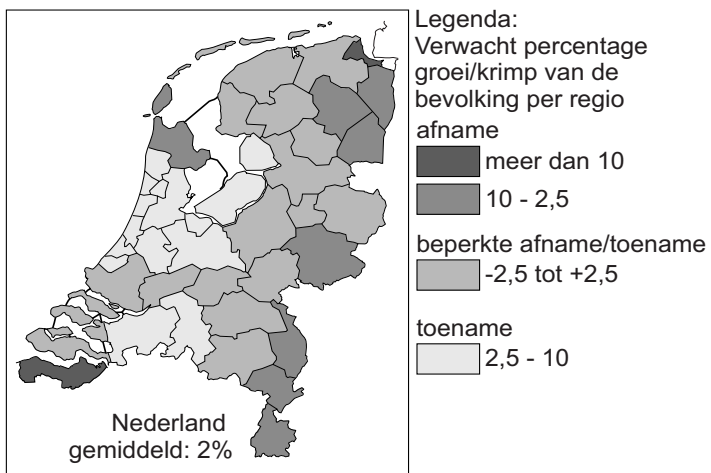 Legenda:
Verwacht percentage
groei/krimp van de
bevolking per regio
afname
meer dan 10
10 - 2,5
beperkte afname/toename
-2,5 tot +2,5
toename
2,5 - 10
Nederland
gemiddeld: 2%